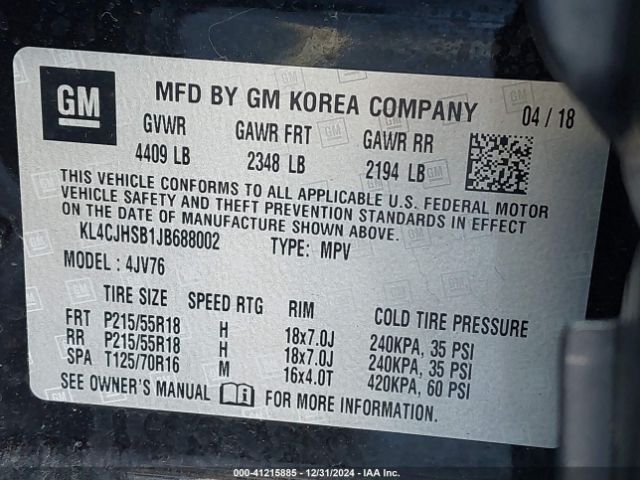 GM
MFD BY GM KOREA COMPANY 04 / 18
GVWR GAWR FRT GAWR RR
4409 LB 2348 LB 2194 LB
THIS VEHICLE CONFORMS TO ALL APPLICABLE U.S. FEDERAL MOTOR
VEHICLE SAFETY AND THEFT PREVENTION STANDARDS IN EFFECT
ON THE DATE OF MANUFACTURE SHOWN ABOVE.
KL4CJHSB1JB688002 TYPE: MPV
MODEL: 4JV76
TIRE SIZE SPEED RTG RIM COLD TIRE PRESSURE
FRT P215/55R18 H 18x7.0J 240KPA, 35 PSI
RR P215/55R18 H 18x7.0J 240KPA, 35 PSI
SPA T125/70R16 M 16x4.0T 420KPA, 60 PSI
SEE OWNER'S MANUAL FOR MORE INFORMATION.
000-41215885 - 12/31/2024 - IAA Inc.